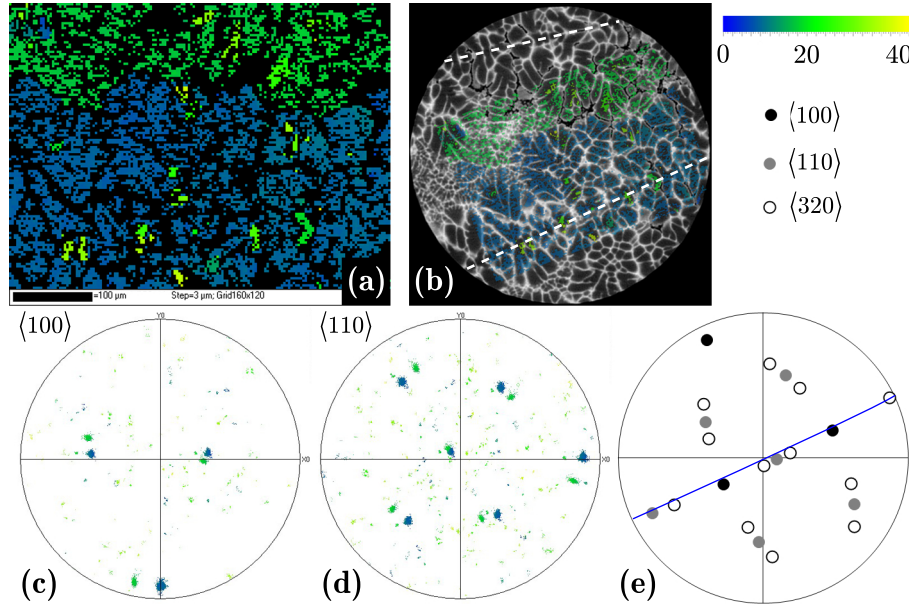 0 20 40
⟨100⟩
⟨110⟩
⟨320⟩
(a)
=100 μm Step=3 μm; Grid160x120
(b)
⟨100⟩
Y0
X0
(c)
⟨110⟩
Y0
X0
(d)
(e)